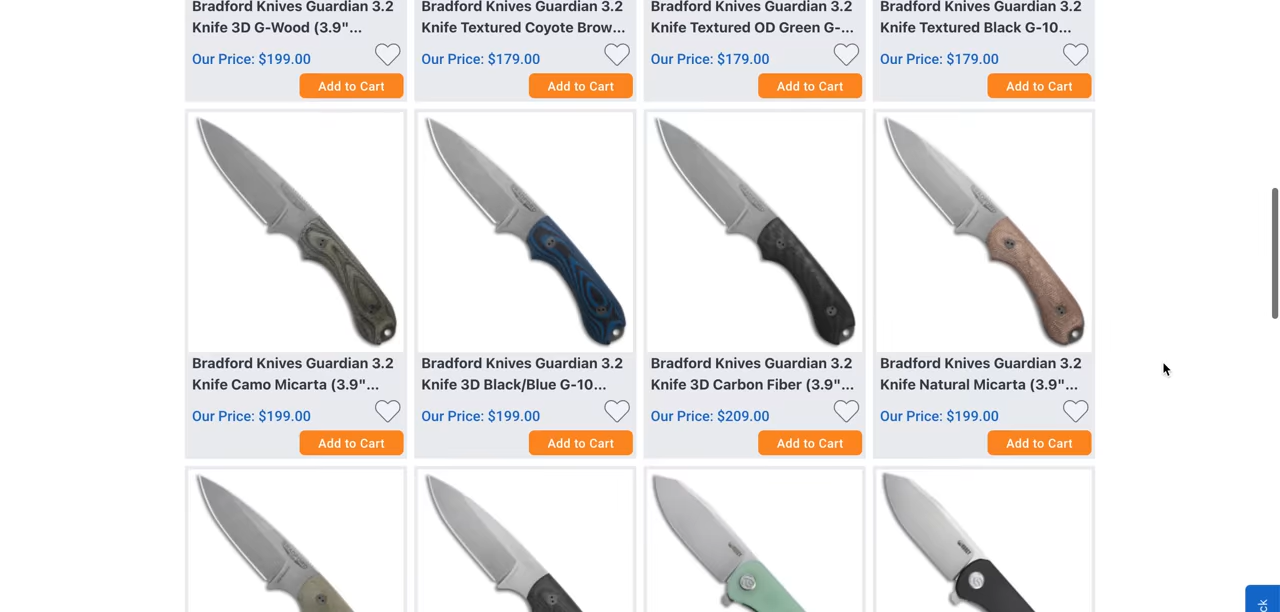 Bradford Knives Guardian 3.2
Knife 3D G-Wood (3.9"...
Our Price: $199.00
Add to Cart
Bradford Knives Guardian 3.2
Knife Textured Coyote Brow...
Our Price: $179.00
Add to Cart
Bradford Knives Guardian 3.2
Knife Textured OD Green G-...
Our Price: $179.00
Add to Cart
Bradford Knives Guardian 3.2
Knife Textured Black G-10...
Our Price: $179.00
Add to Cart
Bradford Knives Guardian 3.2
Knife Camo Micarta (3.9"...
Our Price: $199.00
Add to Cart
Bradford Knives Guardian 3.2
Knife 3D Black/Blue G-10...
Our Price: $199.00
Add to Cart
Bradford Knives Guardian 3.2
Knife 3D Carbon Fiber (3.9"...
Our Price: $209.00
Add to Cart
Bradford Knives Guardian 3.2
Knife Natural Micarta (3.9"...
Our Price: $199.00
Add to Cart